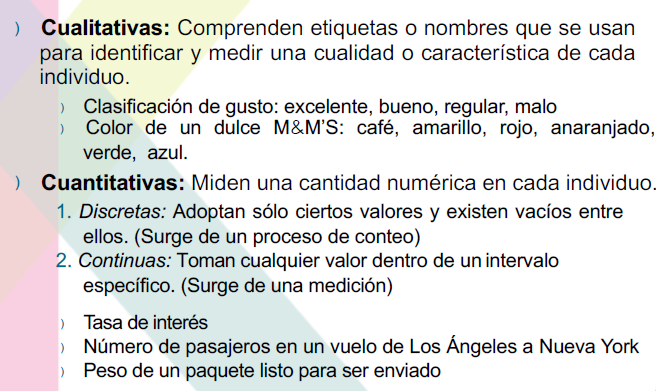 ) Cualitativas: Comprenden etiquetas o nombres que se usan
para identificar y medir una cualidad o característica de cada
individuo.
) Clasificación de gusto: excelente, bueno, regular, malo
) Color de un dulce M&M'S: café, amarillo, rojo, anaranjado,
verde, azul.
) Cuantitativas: Miden una cantidad numérica en cada individuo.
1. Discretas: Adoptan sólo ciertos valores y existen vacíos entre
ellos. (Surge de un proceso de conteo)
2. Continuas: Toman cualquier valor dentro de un intervalo
específico. (Surge de una medición)
) Tasa de interés
) Número de pasajeros en un vuelo de Los Ángeles a Nueva York
) Peso de un paquete listo para ser enviado